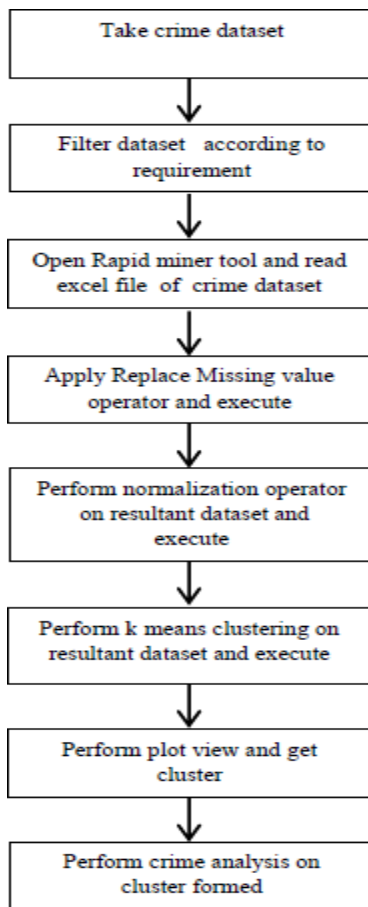 Take crime dataset
Filter dataset according to
requirement
Open Rapid miner tool and read
excel file of crime dataset
Apply Replace Missing value
operator and execute
Perform normalization operator
on resultant dataset and
execute
Perform k means clustering on
resultant dataset and execute
Perform plot view and get
cluster
Perform crime analysis on
cluster formed